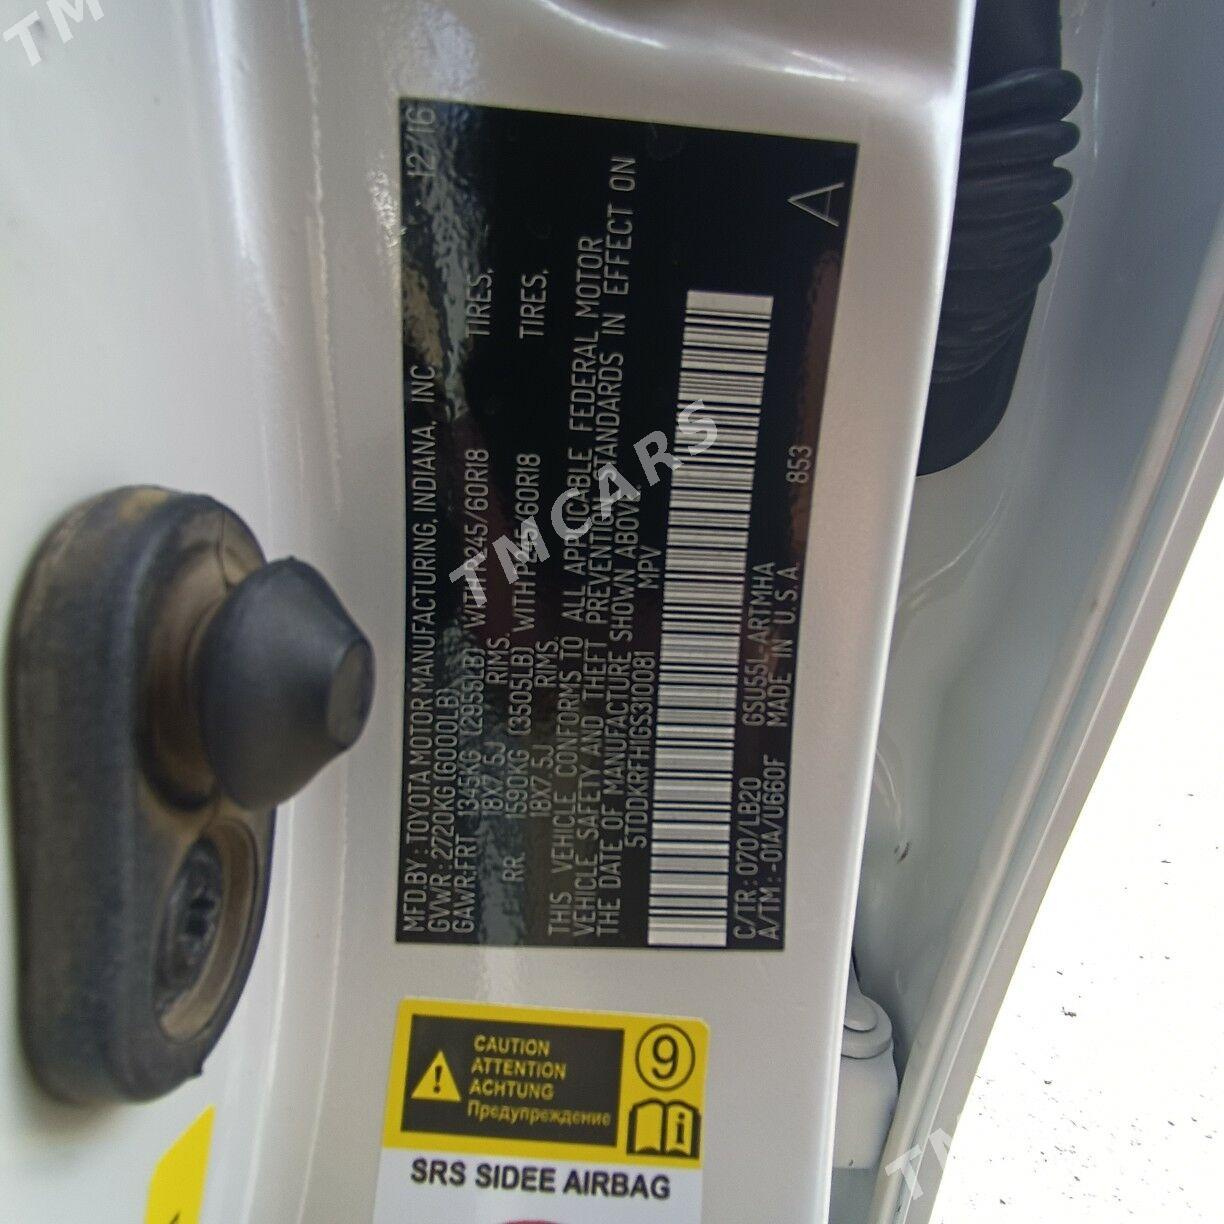 MFD.BY : TOYOTA MOTOR MANUFACTURING, INDIANA, INC. 12/16
GVWR : 2720KG (6000LB)
GAWR:FRT 1345KG (2955LB) WITH P245/60R18 TIRES,
18X7.5J RIMS.
RR 1590KG (3505LB) WITH P245/60R18 TIRES,
18X7.5J RIMS.
THIS VEHICLE CONFORMS TO ALL APPLICABLE FEDERAL MOTOR
VEHICLE SAFETY AND THEFT PREVENTION STANDARDS IN EFFECT ON
THE DATE OF MANUFACTURE SHOWN ABOVE.
5TDDKRFH1GS310081 MPV
C/TR : 070/LB20 GSU55L-ARTMHA 853 A
A/TM : -01A/U660F MADE IN U.S.A.
CAUTION
ATTENTION
ACHTUNG
Предупреждение
9
i
SRS SIDEE AIRBAG
TMCARS
TM
TM